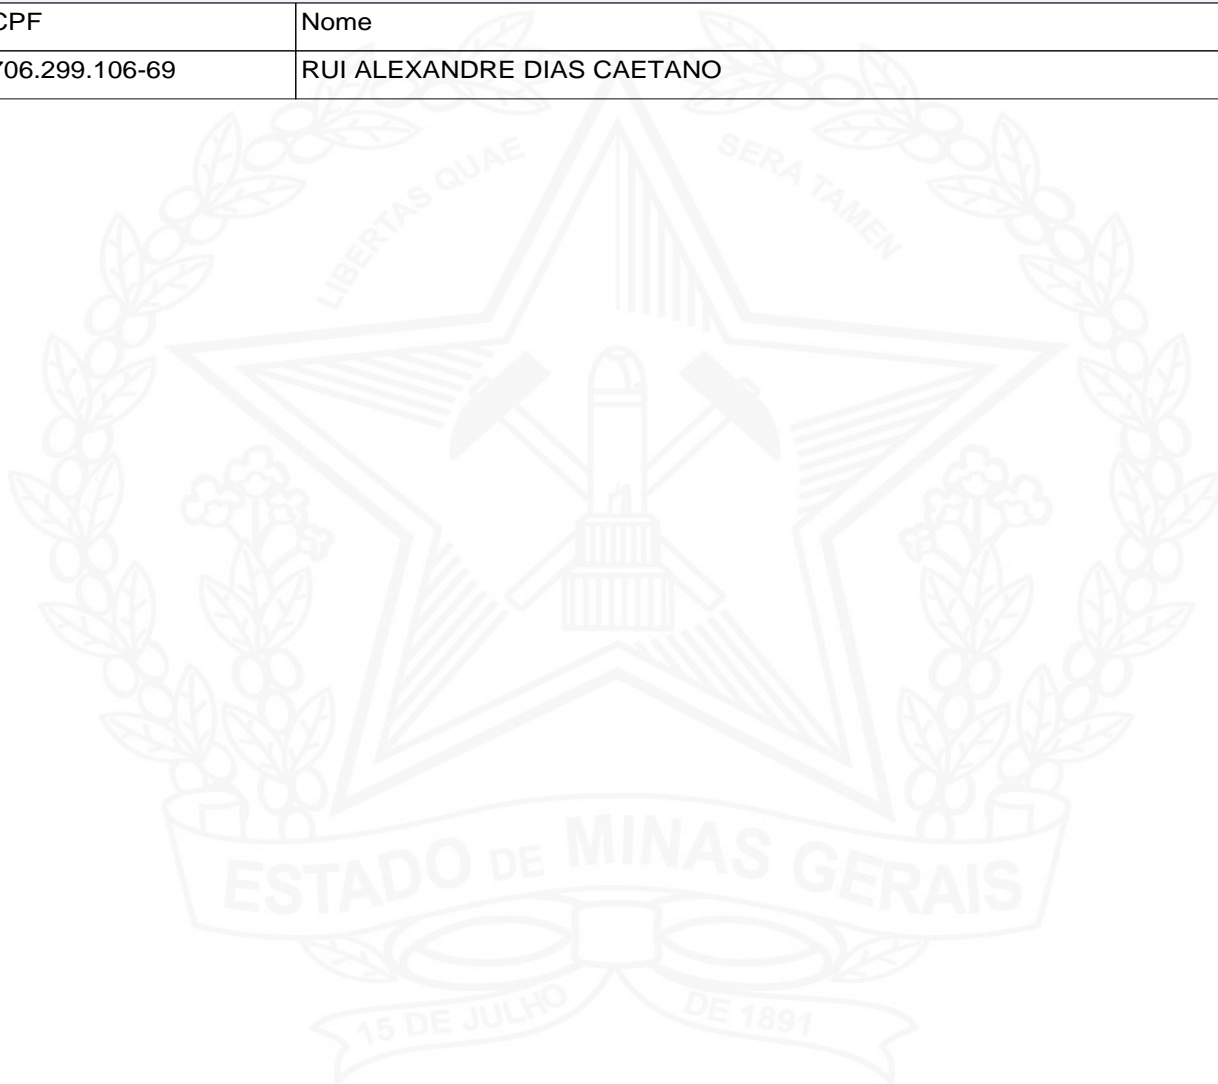 CPF Nome
706.299.106-69 RUI ALEXANDRE DIAS CAETANO
LIBERTAS QUAE SERA TAMEN
ESTADO DE MINAS GERAIS
15 DE JULHO DE 1891